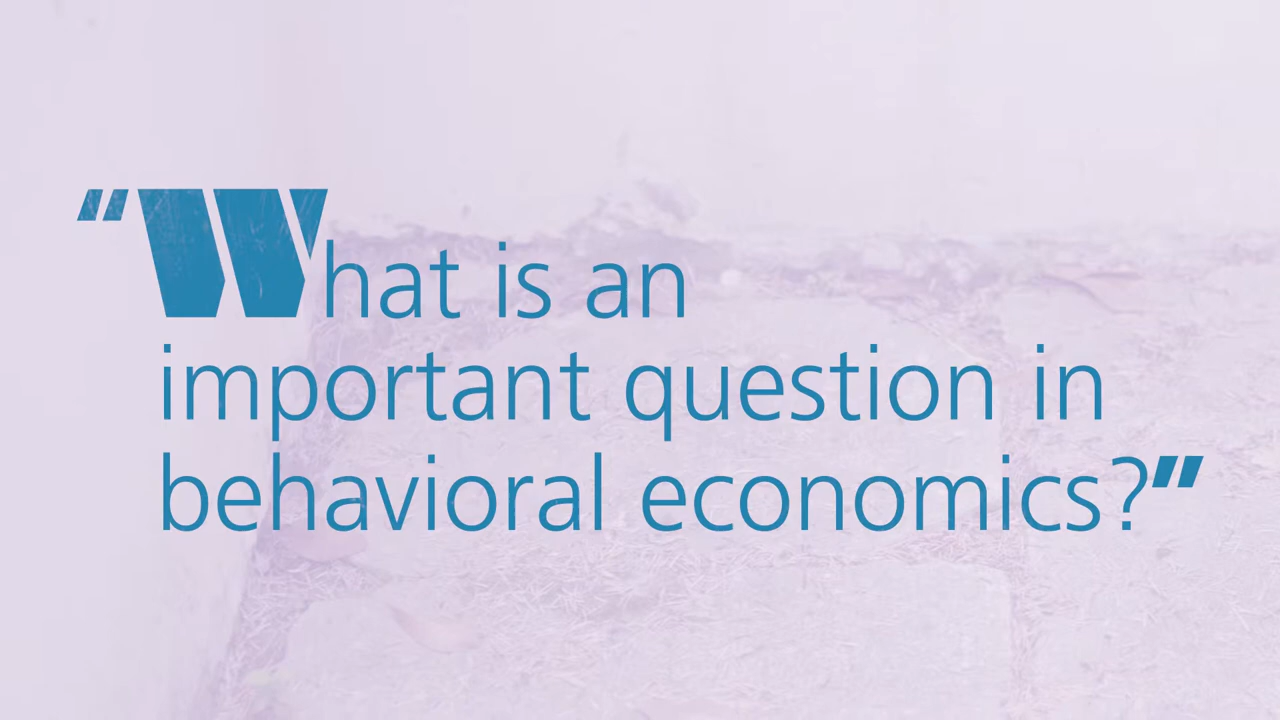 "What is an
important question in
behavioral economics?"